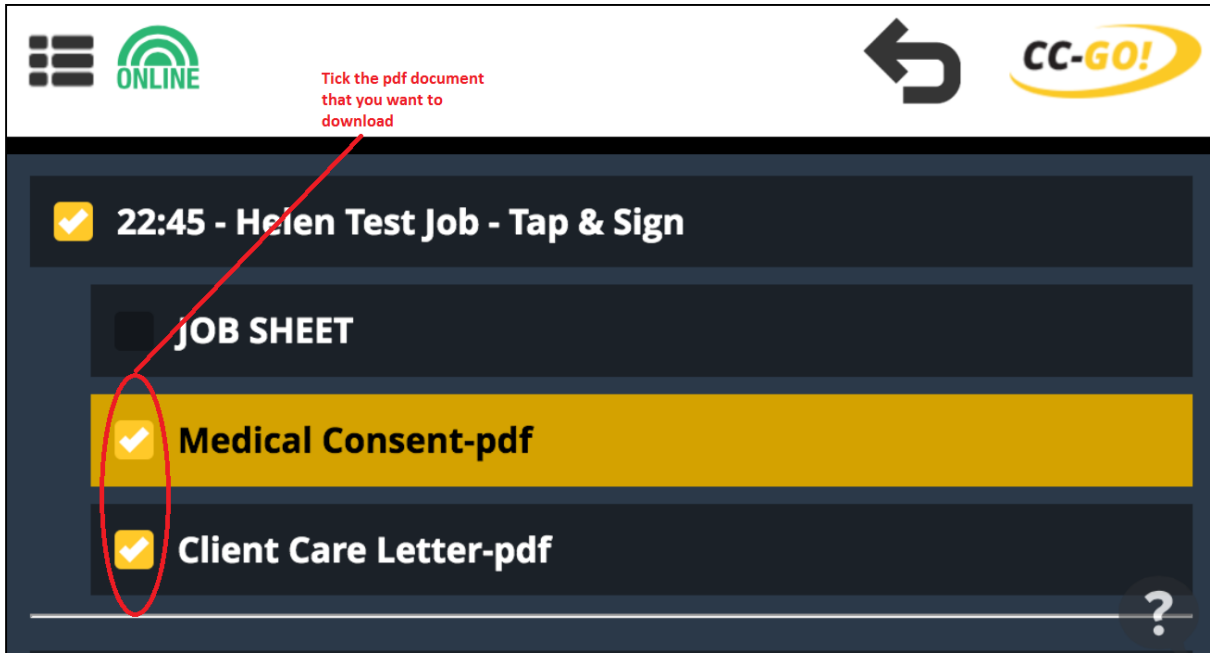 ONLINE
CC-GO!
Tick the pdf document
that you want to
download
22:45 - Helen Test Job - Tap & Sign
JOB SHEET
Medical Consent-pdf
Client Care Letter-pdf
?